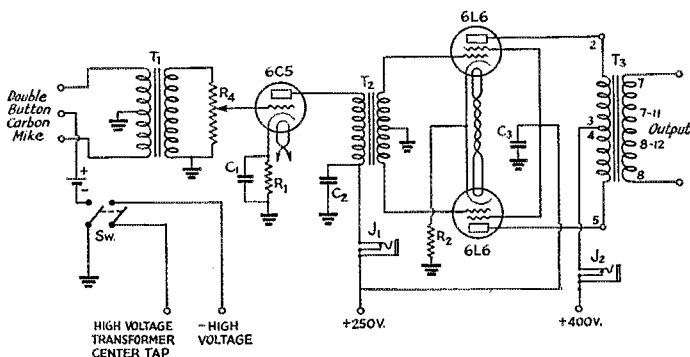 Double
Button
Carbon
Mike
+
-
Sw.
HIGH VOLTAGE
TRANSFORMER
CENTER TAP
-HIGH
VOLTAGE
T1
R4
6C5
C1
R1
C2
T2
J1
+250V.
6L6
R2
6L6
C3
2
3
4
5
T3
7
7-11
8-12
8
Output
J2
+400V.